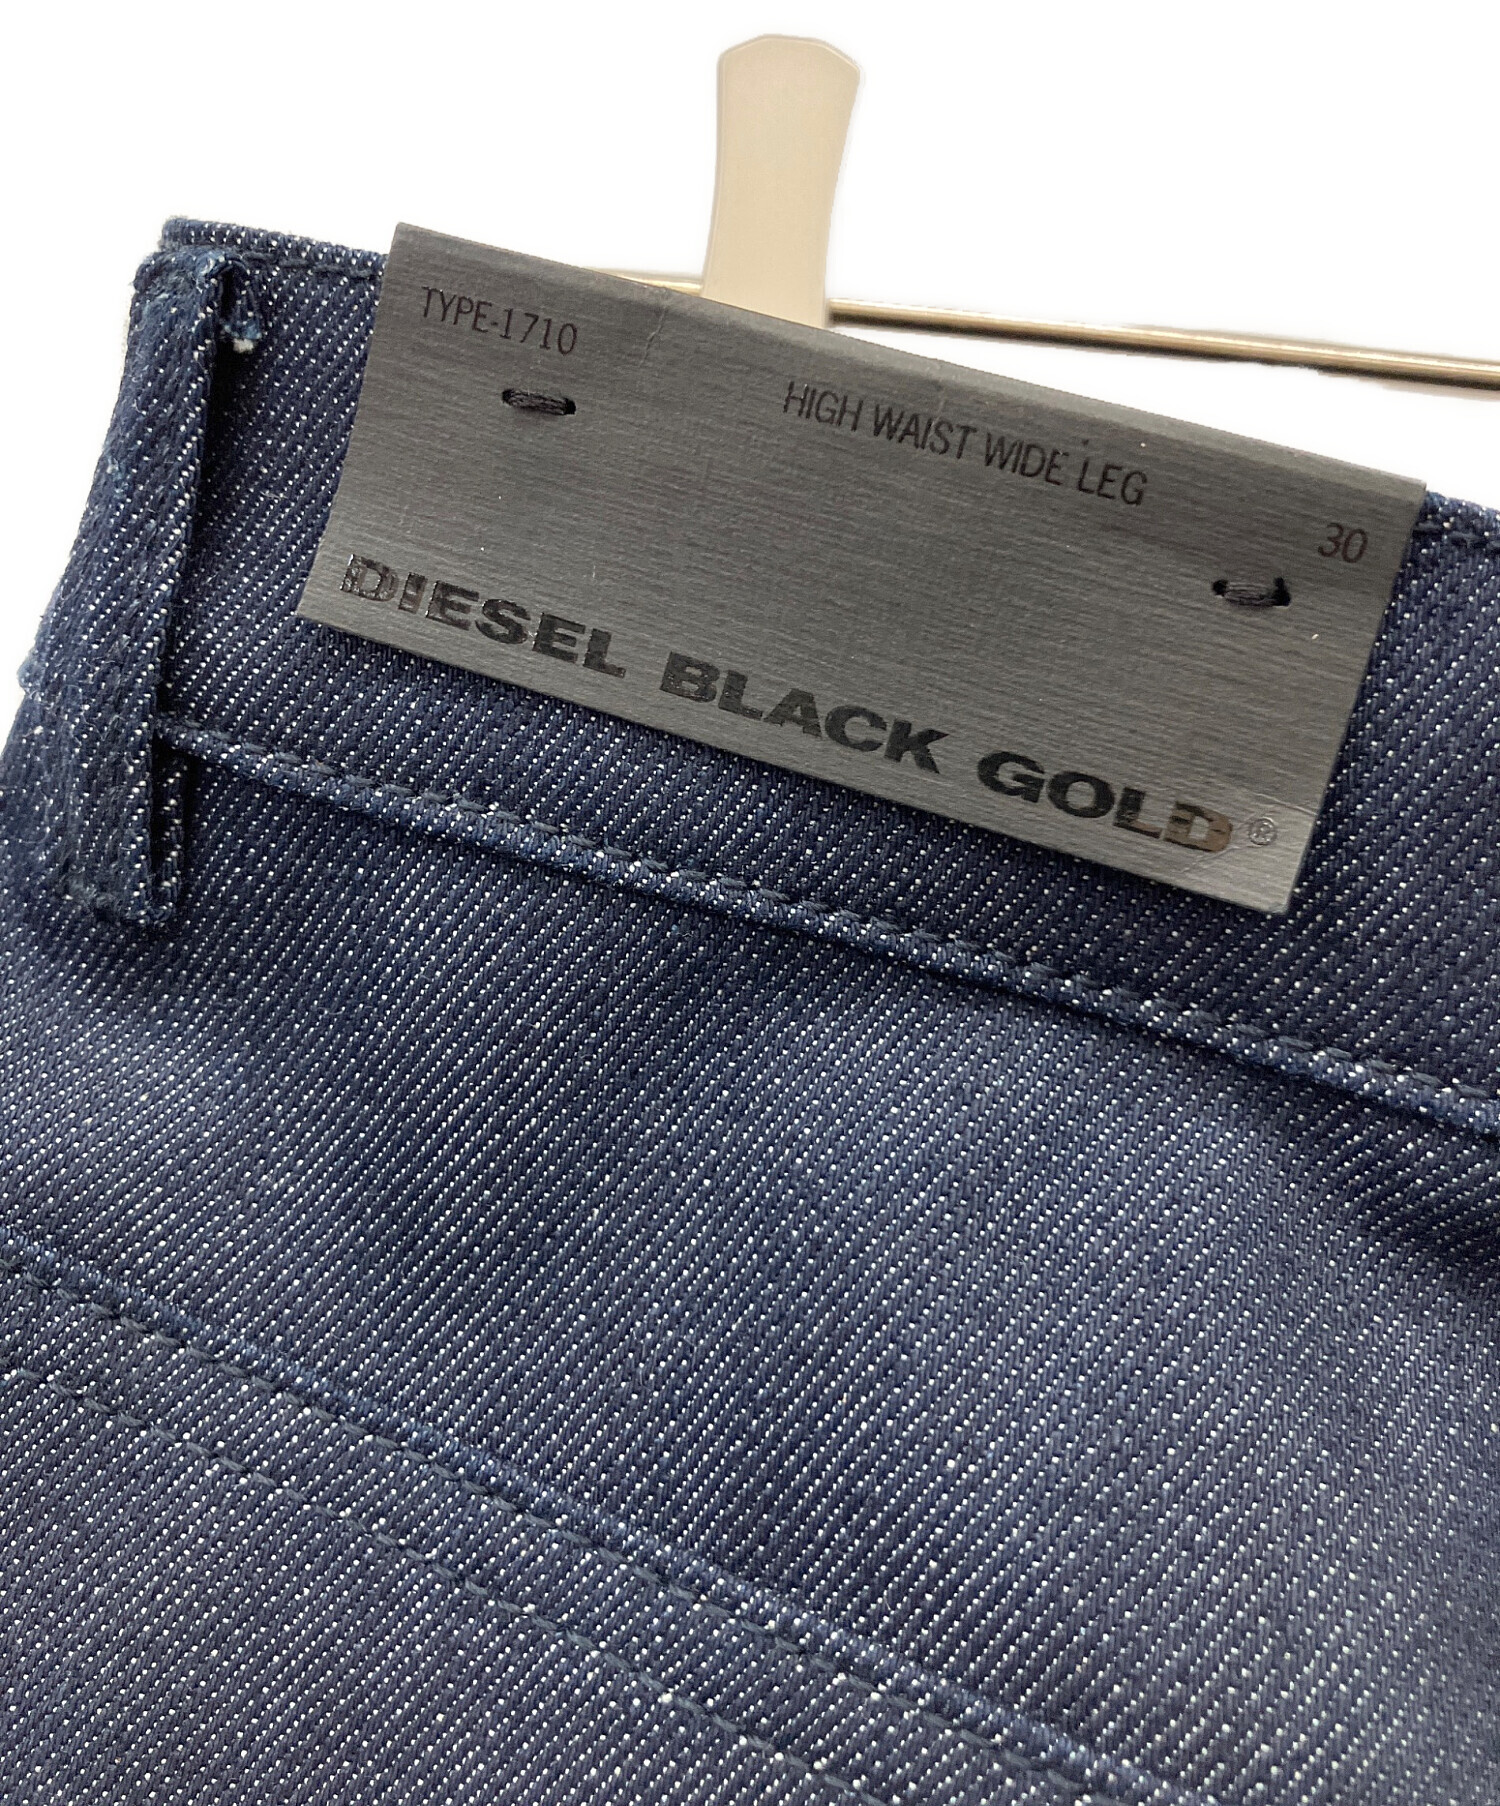 TYPE-1710
HIGH WAIST WIDE LEG
30
DIESEL BLACK GOLD®